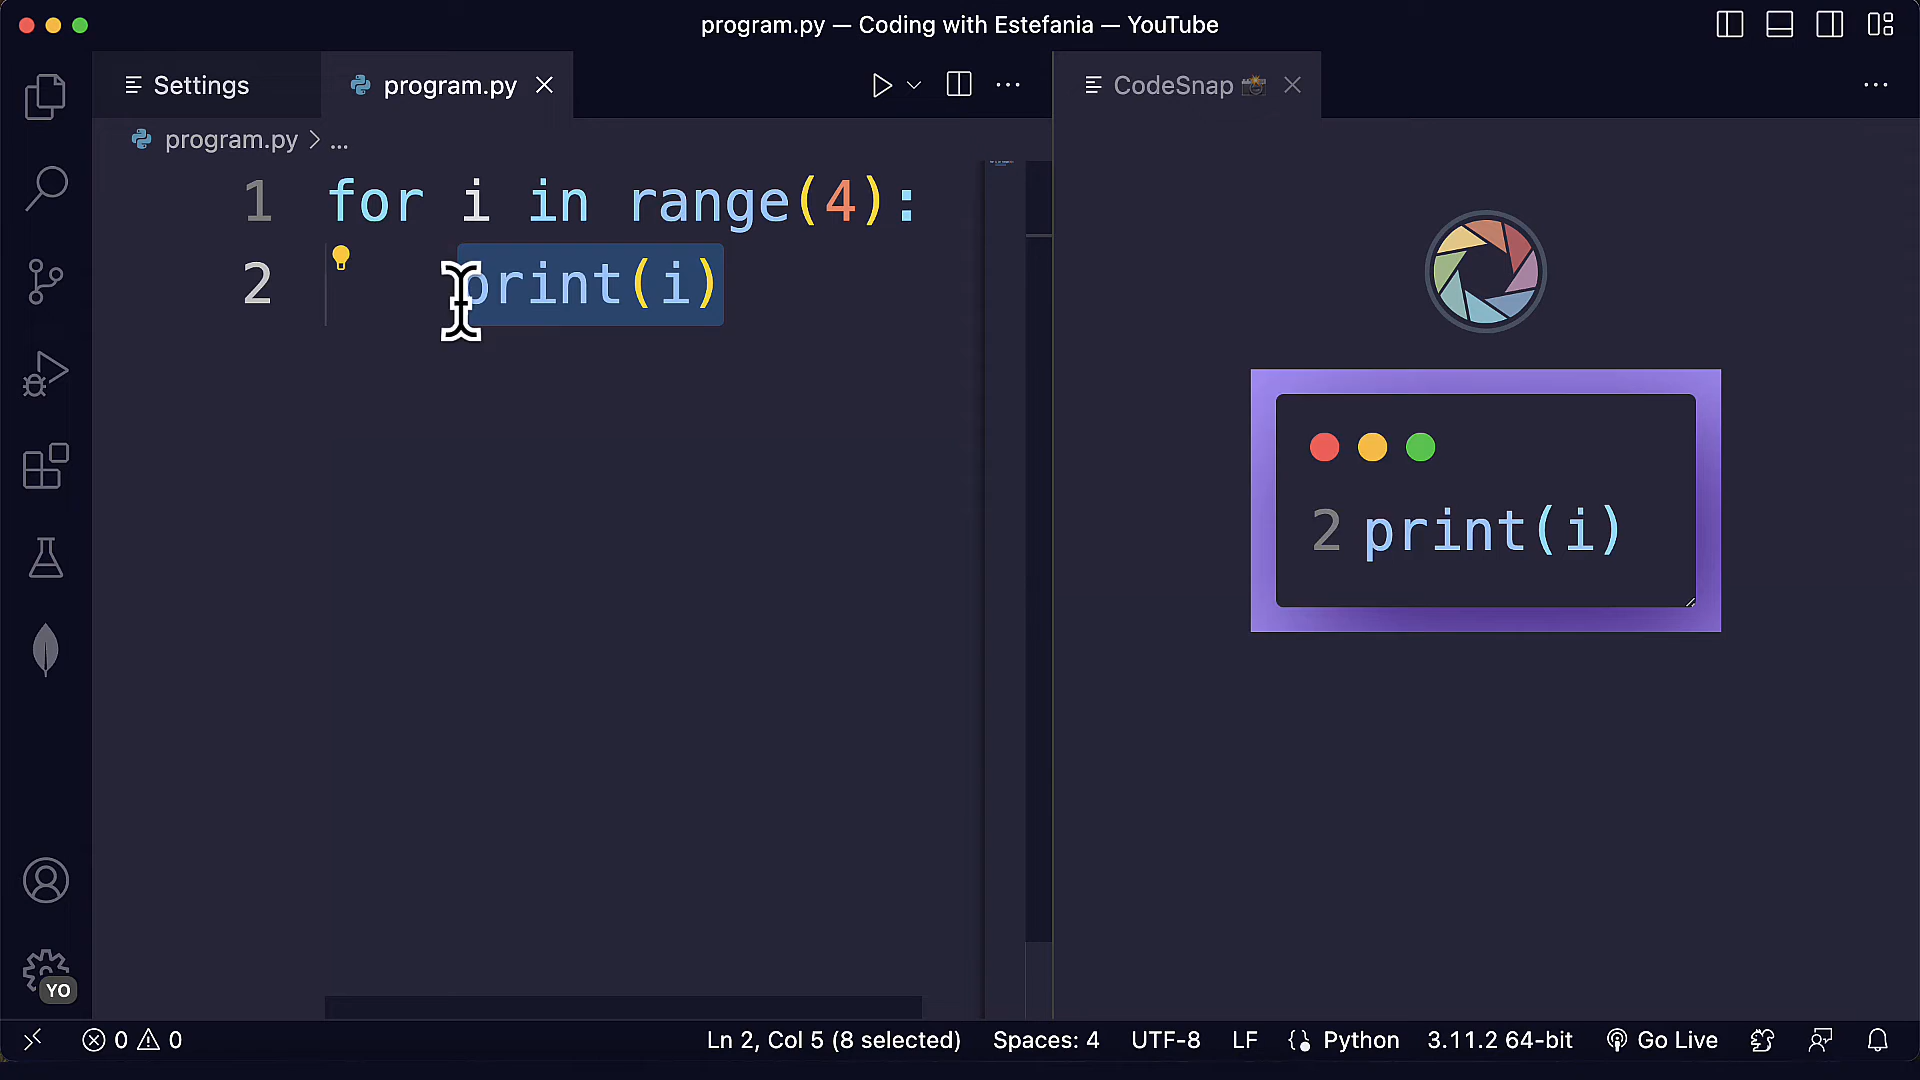 program.py — Coding with Estefania — YouTube
Settings
program.py
CodeSnap
program.py > ...
1 for i in range(4):
2 print(i)
2 print(i)
YO
0 0
Ln 2, Col 5 (8 selected)
Spaces: 4
UTF-8
LF
Python
3.11.2 64-bit
Go Live